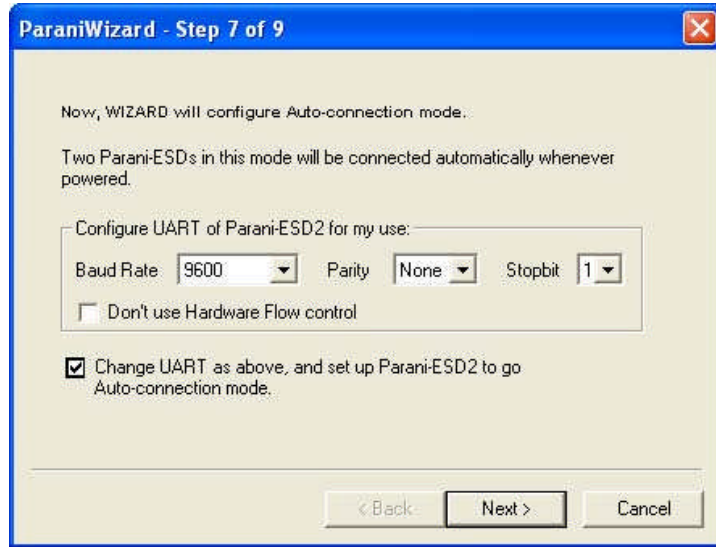 ParaniWizard - Step 7 of 9
Now, WIZARD will configure Auto-connection mode.
Two Parani-ESDs in this mode will be connected automatically whenever
powered.
Configure UART of Parani-ESD2 for my use:
Baud Rate 9600 Parity None Stopbit 1
Don't use Hardware Flow control
Change UART as above, and set up Parani-ESD2 to go
Auto-connection mode.
< Back Next > Cancel